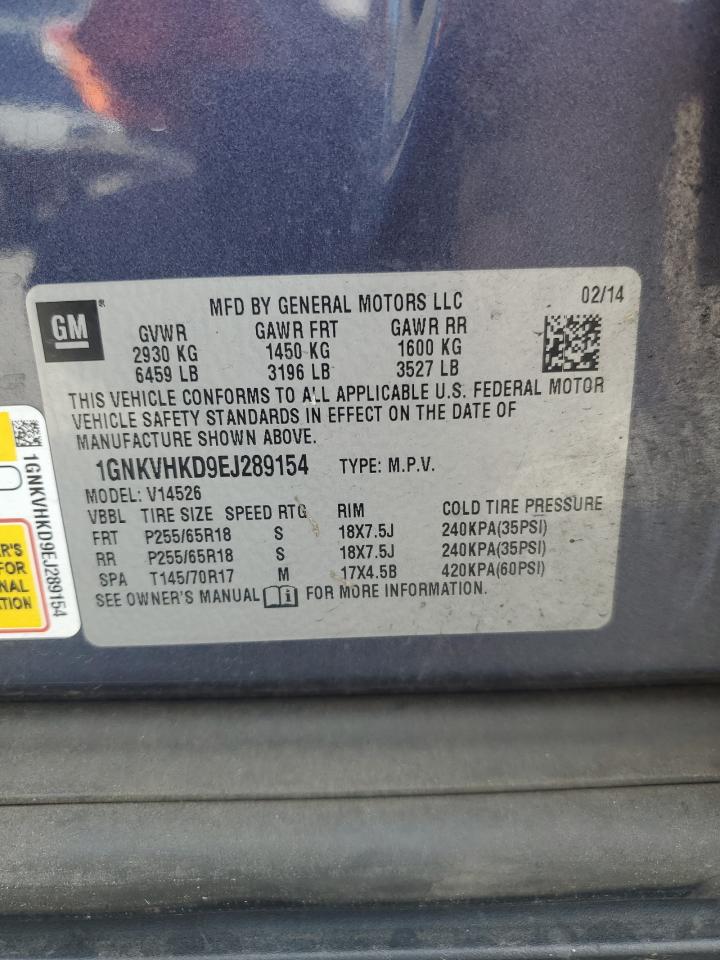 GM
®
MFD BY GENERAL MOTORS LLC 02/14
GVWR GAWR FRT GAWR RR
2930 KG 1450 KG 1600 KG
6459 LB 3196 LB 3527 LB
THIS VEHICLE CONFORMS TO ALL APPLICABLE U.S. FEDERAL MOTOR
VEHICLE SAFETY STANDARDS IN EFFECT ON THE DATE OF
MANUFACTURE SHOWN ABOVE.
1GNKVHKD9EJ289154 TYPE: M.P.V.
MODEL: V14526
VBBL TIRE SIZE SPEED RTG RIM COLD TIRE PRESSURE
FRT P255/65R18 S 18X7.5J 240KPA(35PSI)
RR P255/65R18 S 18X7.5J 240KPA(35PSI)
SPA T145/70R17 M 17X4.5B 420KPA(60PSI)
SEE OWNER'S MANUAL FOR MORE INFORMATION.
1GNKVHKD9EJ289154
R'S
FOR
NAL
TION